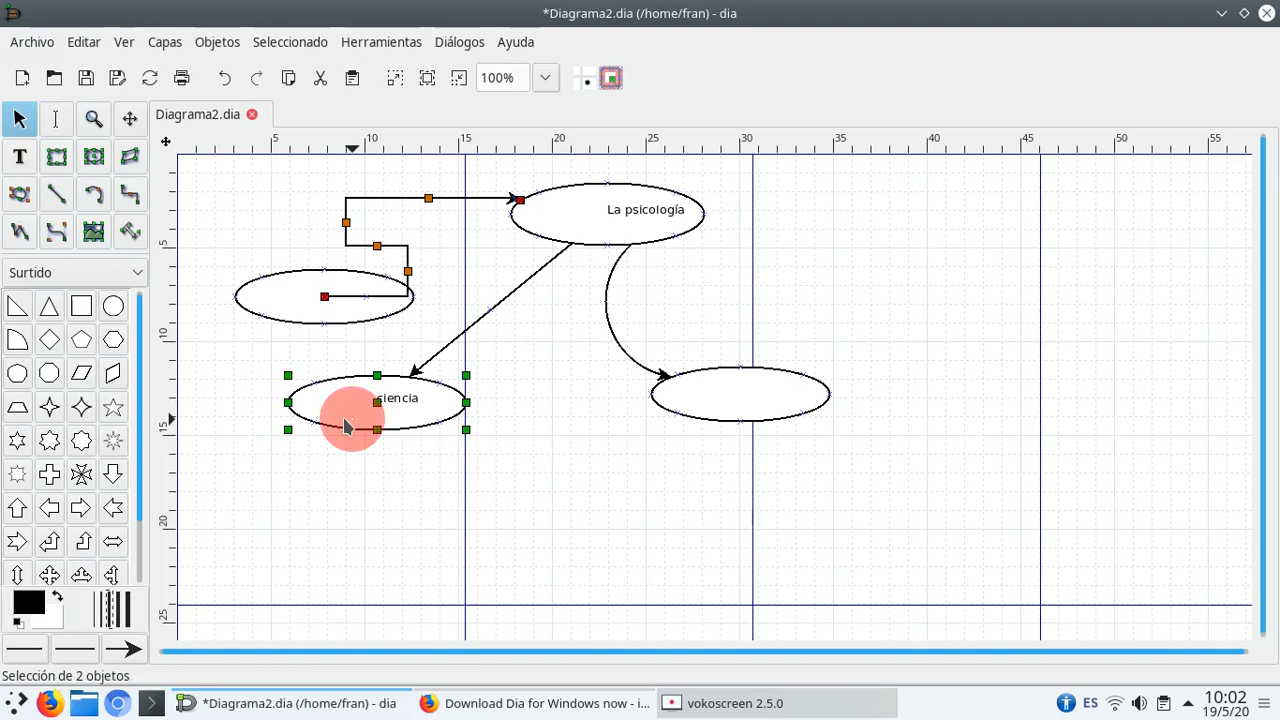 *Diagrama2.dia (/home/fran) - dia
Archivo Editar Ver Capas Objetos Seleccionado Herramientas Diálogos Ayuda
100%
Diagrama2.dia
5 10 15 20 25 30 35 40 45 50 55
La psicología
5
Surtido
10
ciencia
15
20
25
Selección de 2 objetos
*Diagrama2.dia (/home/fran) - dia
Download Dia for Windows now - i...
vokoscreen 2.5.0
ES
10:02
19/5/20